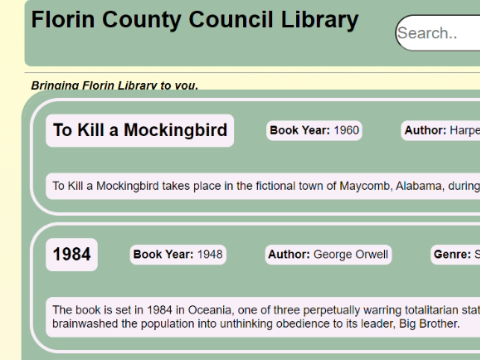 Florin County Council Library
Search..
Bringing Florin Library to you.
To Kill a Mockingbird
Book Year: 1960
Author: Harpe
To Kill a Mockingbird takes place in the fictional town of Maycomb, Alabama, during
1984
Book Year: 1948
Author: George Orwell
Genre: S
The book is set in 1984 in Oceania, one of three perpetually warring totalitarian stat
brainwashed the population into unthinking obedience to its leader, Big Brother.